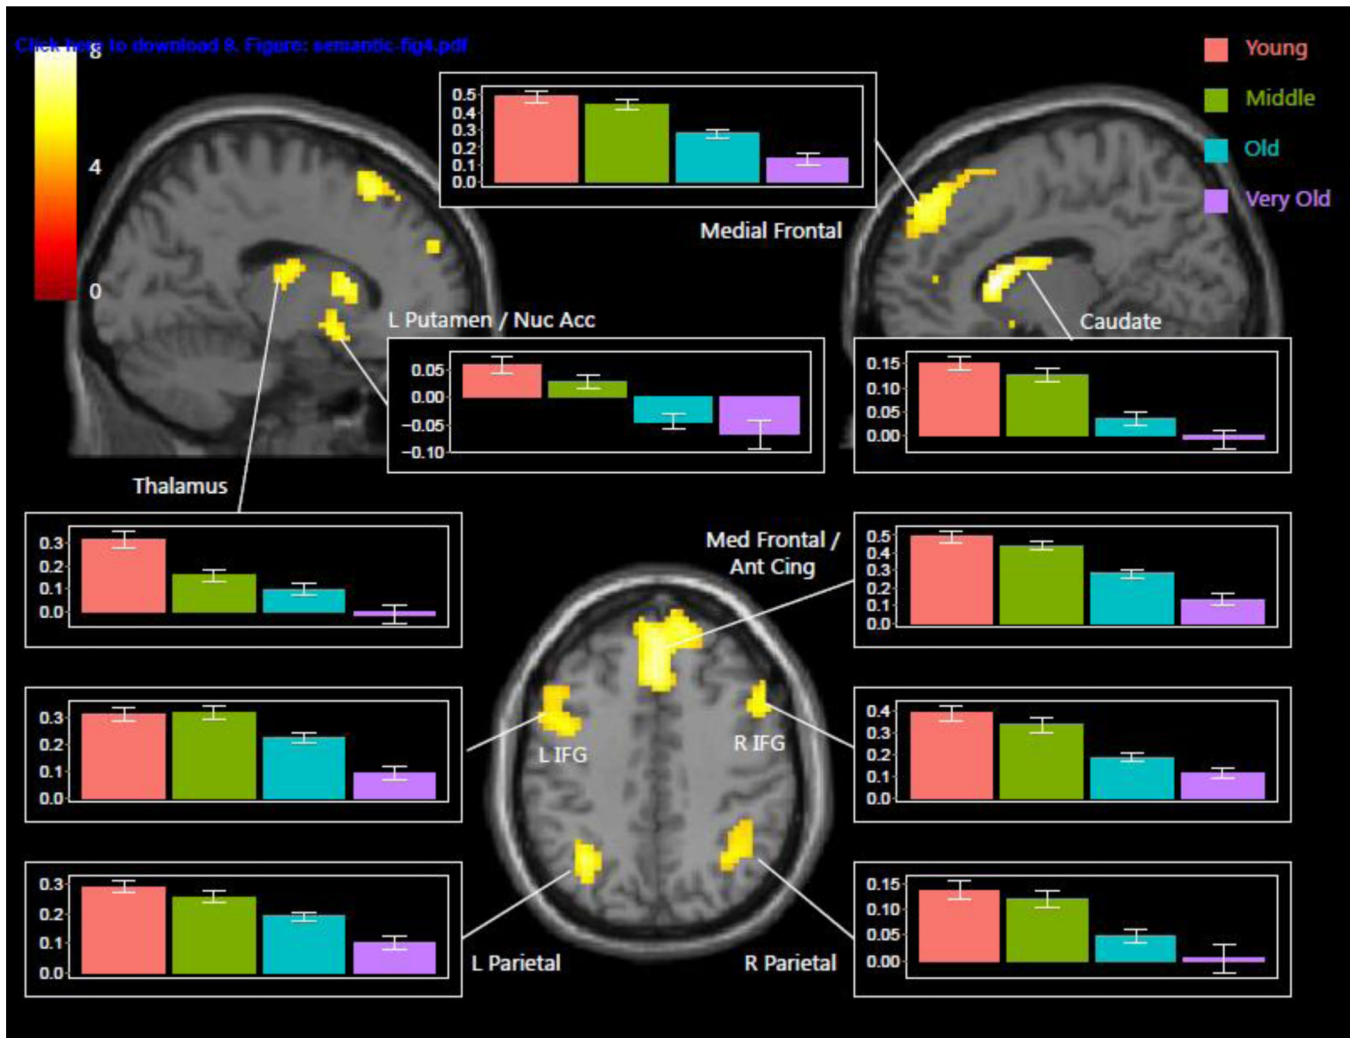 Click here to download 8. Figure: semantic-fig4.pdf
8
4
0
Young
Middle
Old
Very Old
0.5
0.4
0.3
0.2
0.1
0.0
Medial Frontal
L Putamen / Nuc Acc
0.05
0.00
−0.05
−0.10
Caudate
0.15
0.10
0.05
0.00
Thalamus
0.3
0.2
0.1
0.0
Med Frontal /
Ant Cing
0.5
0.4
0.3
0.2
0.1
0.0
L IFG
0.3
0.2
0.1
0.0
R IFG
0.4
0.3
0.2
0.1
0.0
L Parietal
0.3
0.2
0.1
0.0
R Parietal
0.15
0.10
0.05
0.00